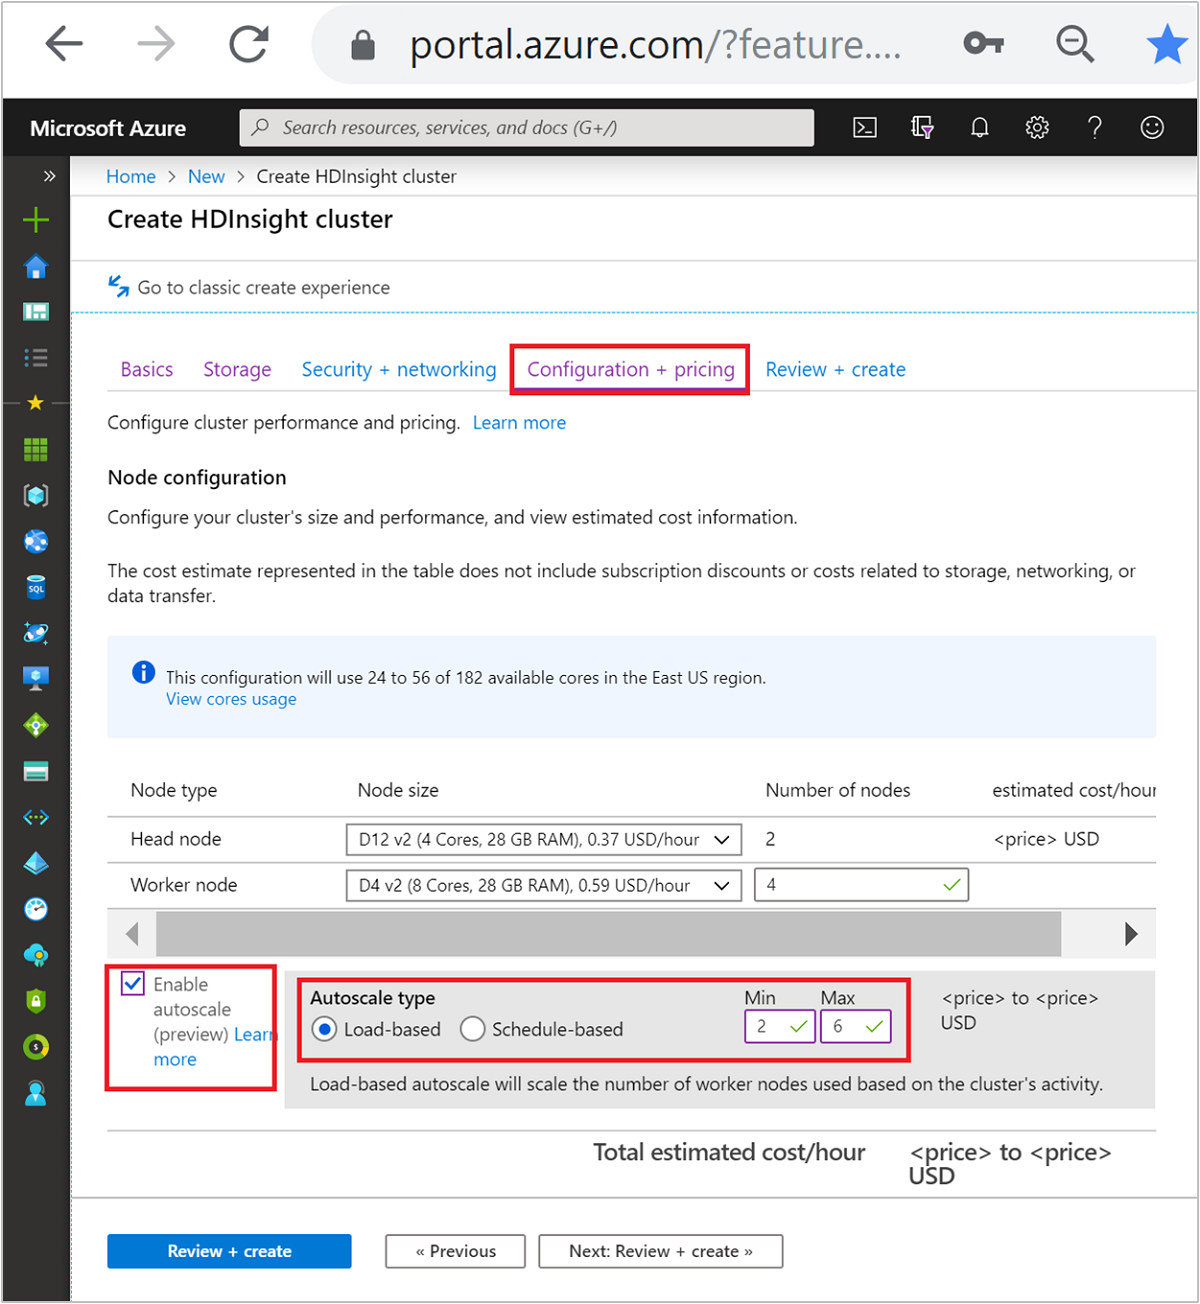 portal.azure.com/?feature....
Microsoft Azure
Search resources, services, and docs (G+/)
Home > New > Create HDInsight cluster
Create HDInsight cluster
Go to classic create experience
Basics Storage Security + networking Configuration + pricing Review + create
Configure cluster performance and pricing. Learn more
Node configuration
Configure your cluster's size and performance, and view estimated cost information.
The cost estimate represented in the table does not include subscription discounts or costs related to storage, networking, or
data transfer.
This configuration will use 24 to 56 of 182 available cores in the East US region.
View cores usage
Node type Node size Number of nodes estimated cost/hour
Head node D12 v2 (4 Cores, 28 GB RAM), 0.37 USD/hour 2 <price> USD
Worker node D4 v2 (8 Cores, 28 GB RAM), 0.59 USD/hour 4
Enable
autoscale
(preview) Learn
more
Autoscale type Min Max
Load-based Schedule-based 2 6
<price> to <price>
USD
Load-based autoscale will scale the number of worker nodes used based on the cluster's activity.
Total estimated cost/hour <price> to <price>
USD
Review + create « Previous Next: Review + create »